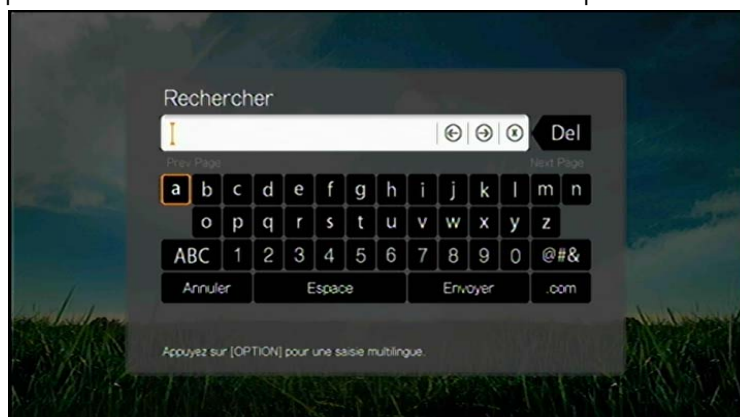 Rechercher
Del
Prev Page Next Page
a b c d e f g h i j k l m n
o p q r s t u v w x y z
ABC 1 2 3 4 5 6 7 8 9 0 @#&
Annuler Espace Envoyer .com
Appuyez sur [OPTION] pour une saisie multilingue.